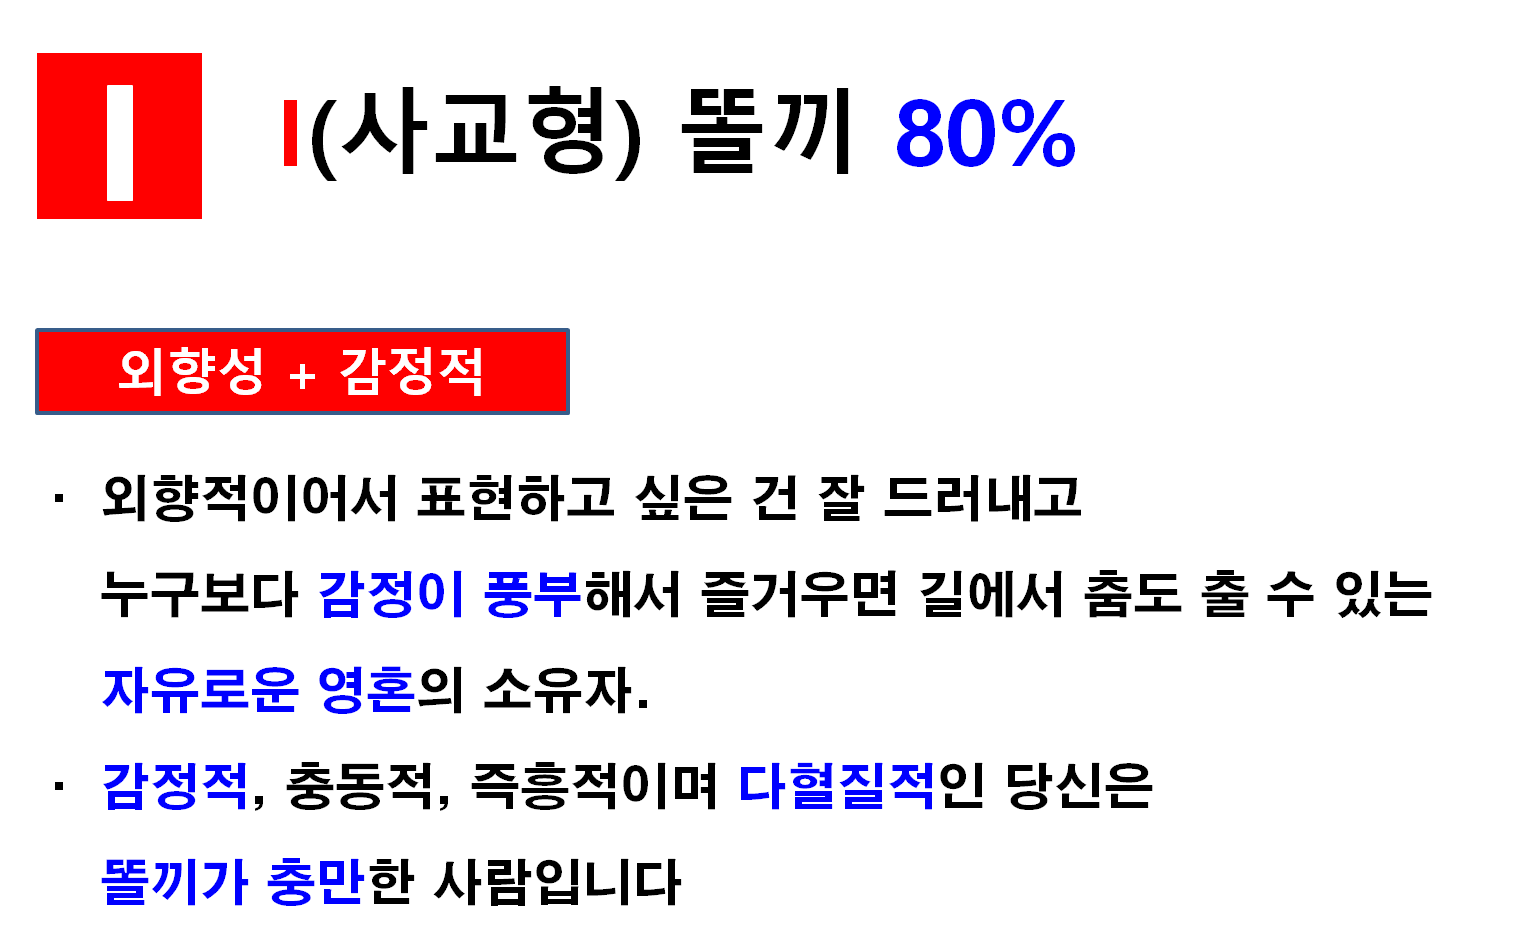 I
I(사교형) 똘끼 80%
외향성 + 감정적
· 외향적이어서 표현하고 싶은 건 잘 드러내고
누구보다 감정이 풍부해서 즐거우면 길에서 춤도 출 수 있는
자유로운 영혼의 소유자.
· 감정적, 충동적, 즉흥적이며 다혈질적인 당신은
똘끼가 충만한 사람입니다